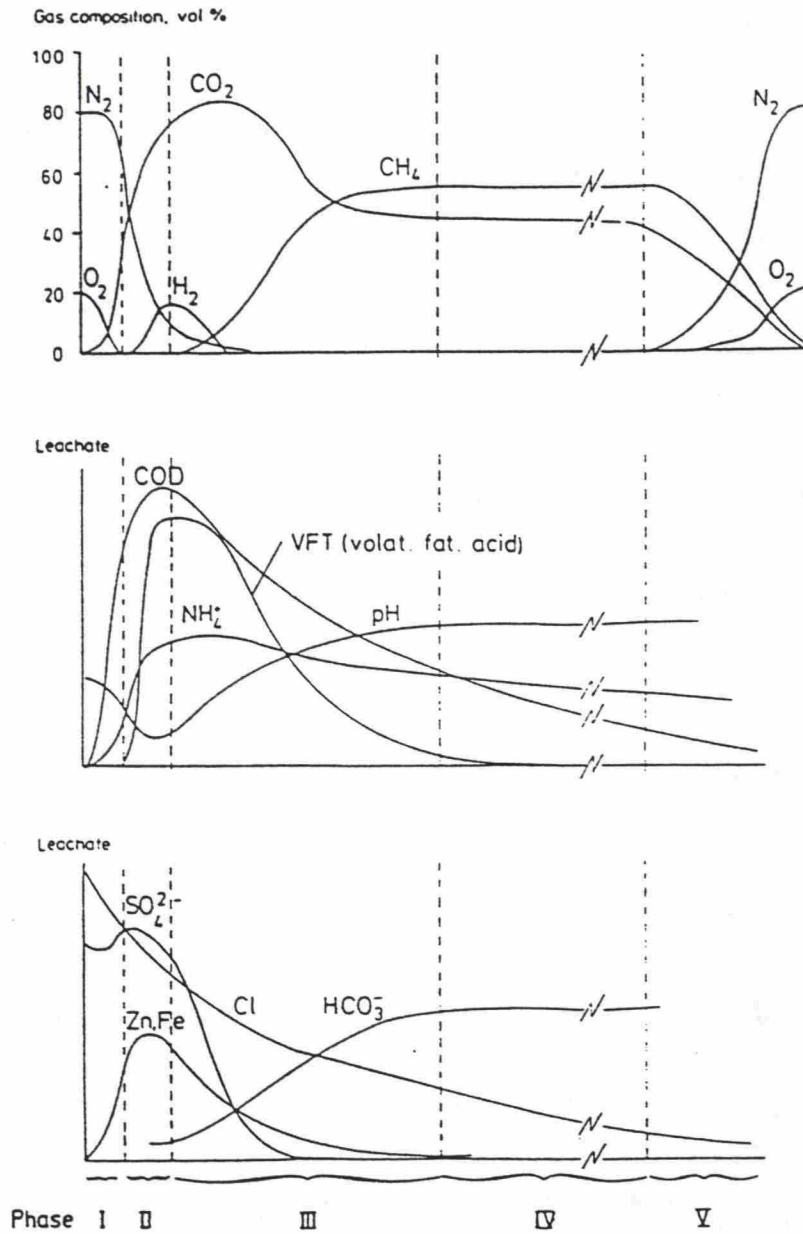 Gas composition, vol %
100
80
60
40
20
0
N₂
O₂
CO₂
H₂
CH₄
N₂
O₂
Leachate
COD
VFT (volat. fat. acid)
NH₄⁺
pH
Leachate
SO₄²⁻
Zn,Fe
Cl
HCO₃⁻
Phase I II III IV V